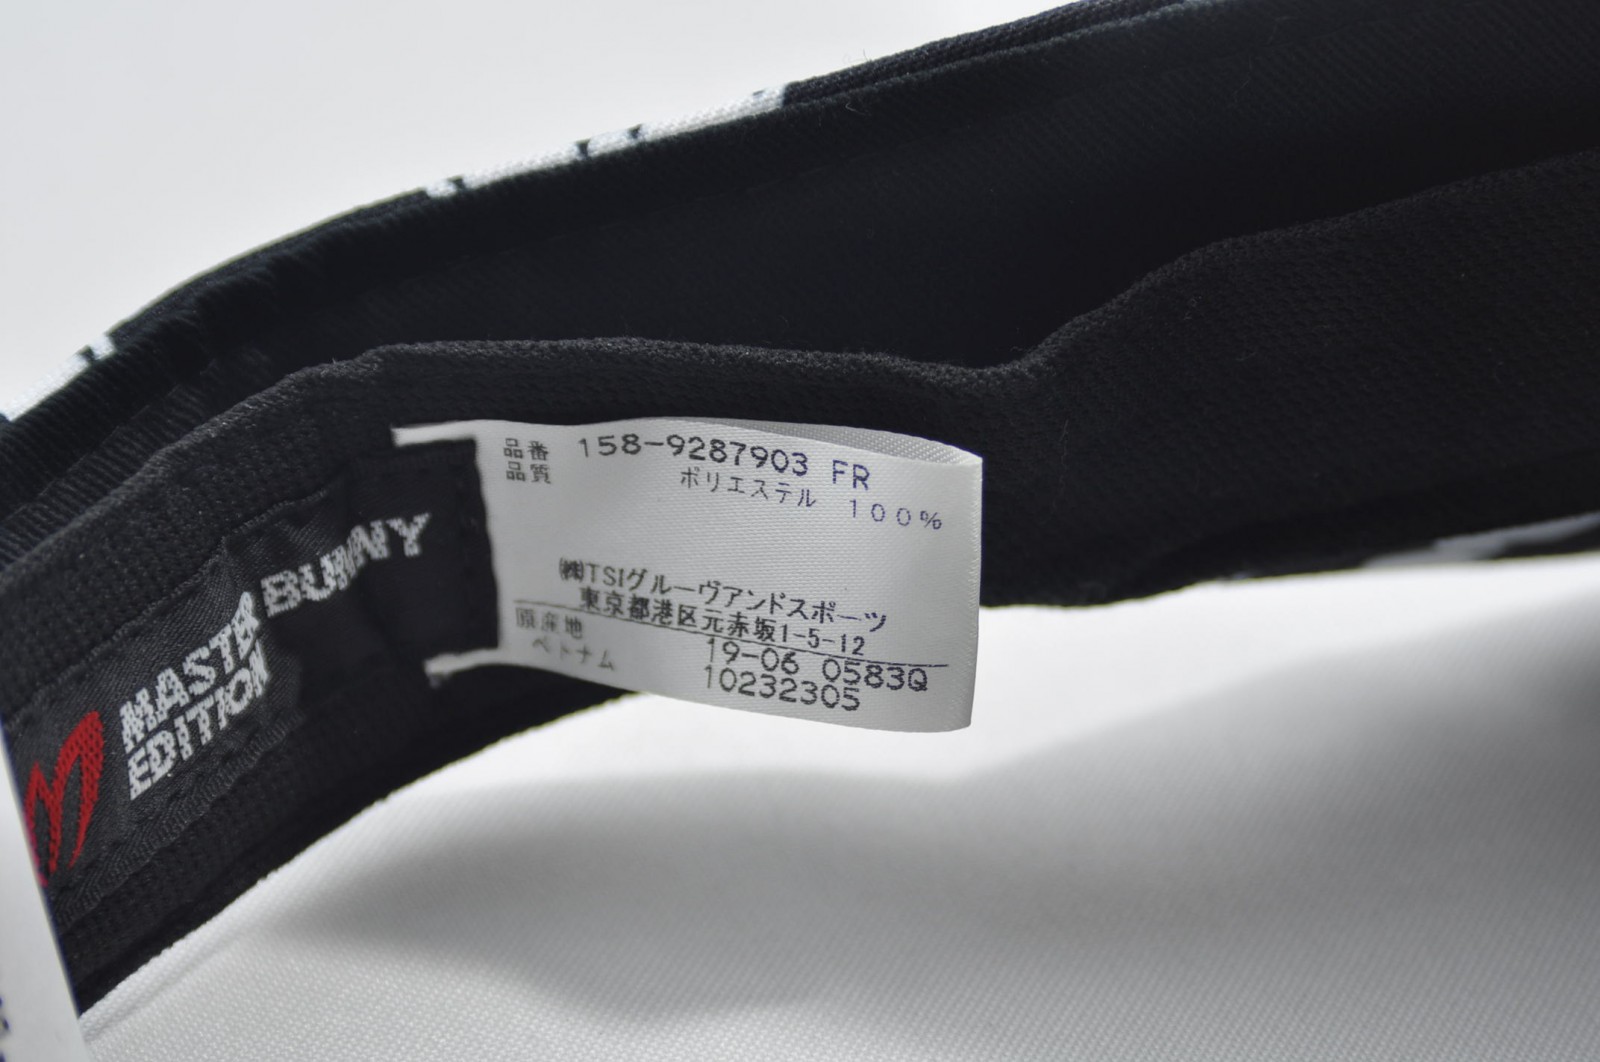 品番 158-9287903 FR
品質 ポリエステル 100%
㈱TSIグルーヴアンドスポーツ
東京都港区元赤坂1-5-12
原産地 19-06 0583Q
ベトナム 10232305
MASTER BUNNY
EDITION